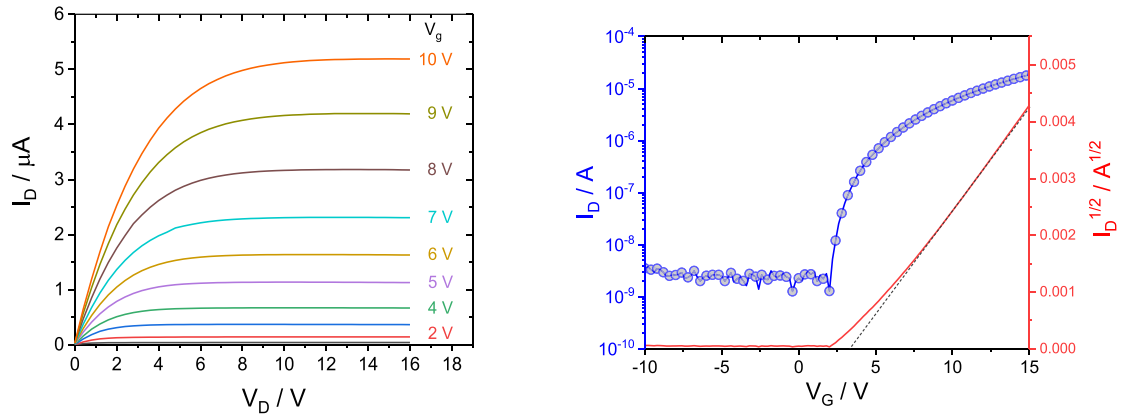 V_g
10 V
9 V
8 V
7 V
6 V
5 V
4 V
2 V
6
5
4
3
2
1
0
0 2 4 6 8 10 12 14 16 18
I_D / μA
V_D / V
10^-4
10^-5
10^-6
10^-7
10^-8
10^-9
10^-10
I_D / A
-10 -5 0 5 10 15
V_G / V
0.005
0.004
0.003
0.002
0.001
0.000
I_D^1/2 / A^1/2